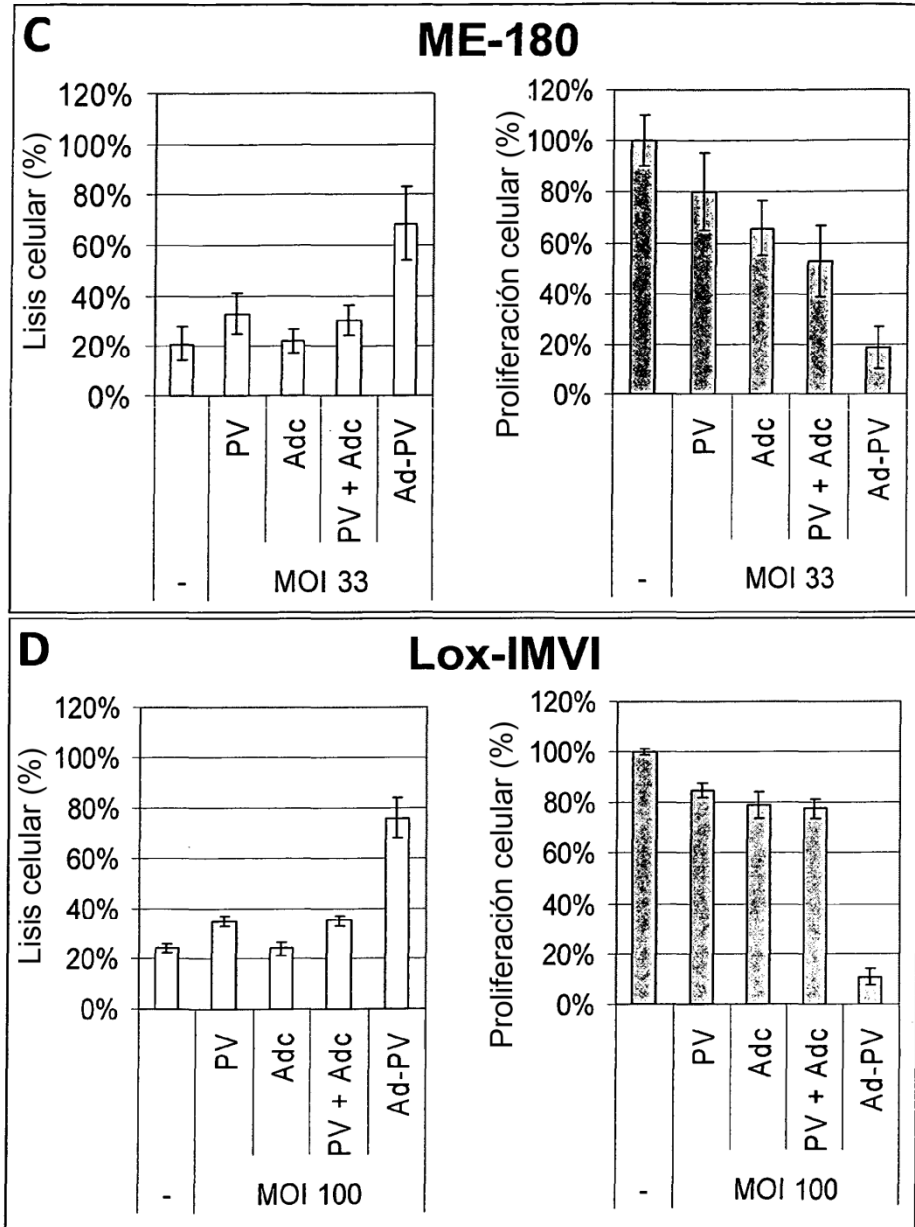 C
ME-180
Lisis celular (%)
120%
100%
80%
60%
40%
20%
0%
-
PV
Adc
PV + Adc
Ad-PV
MOI 33
Proliferación celular (%)
120%
100%
80%
60%
40%
20%
0%
-
PV
Adc
PV + Adc
Ad-PV
MOI 33
D
Lox-IMVI
Lisis celular (%)
120%
100%
80%
60%
40%
20%
0%
-
PV
Adc
PV + Adc
Ad-PV
MOI 100
Proliferación celular (%)
120%
100%
80%
60%
40%
20%
0%
-
PV
Adc
PV + Adc
Ad-PV
MOI 100